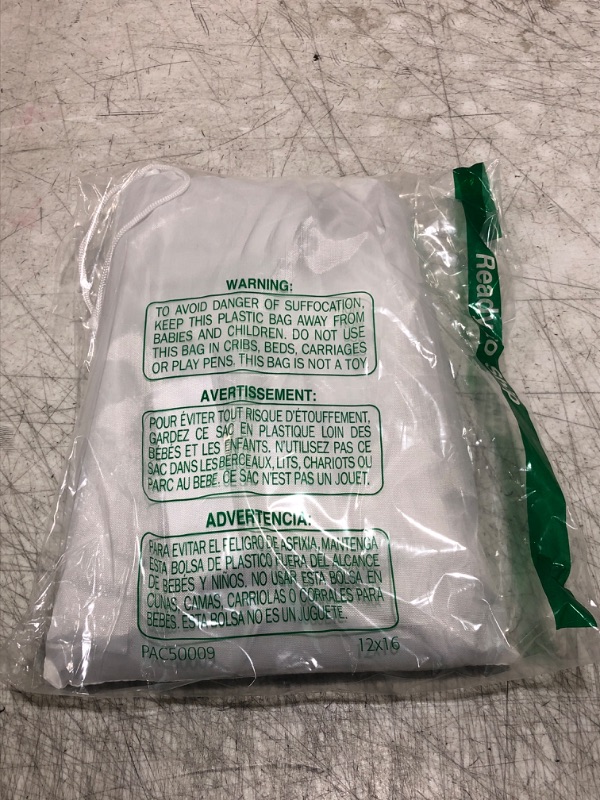 WARNING:
TO AVOID DANGER OF SUFFOCATION,
KEEP THIS PLASTIC BAG AWAY FROM
BABIES AND CHILDREN. DO NOT USE
THIS BAG IN CRIBS, BEDS, CARRIAGES
OR PLAY PENS. THIS BAG IS NOT A TOY
AVERTISSEMENT:
POUR ÉVITER TOUT RISQUE D'ÉTOUFFEMENT,
GARDEZ CE SAC EN PLASTIQUE LOIN DES
BÉBÉS ET LES ENFANTS. N'UTILISEZ PAS CE
SAC DANS LES BERCEAUX, LITS, CHARIOTS OU
PARC AU BEBE. CE SAC N'EST PAS UN JOUET.
ADVERTENCIA:
PARA EVITAR EL PELIGRO DE ASFIXIA, MANTENGA
ESTA BOLSA DE PLASTICO FUERA DEL ALCANCE
DE BEBÉS Y NIÑOS. NO USAR ESTA BOLSA EN
CUNAS, CAMAS, CARRIOLAS O CORRALES PARA
BEBES. ESTA BOLSA NO ES UN JUGUETE.
PAC50009 12x16
Read